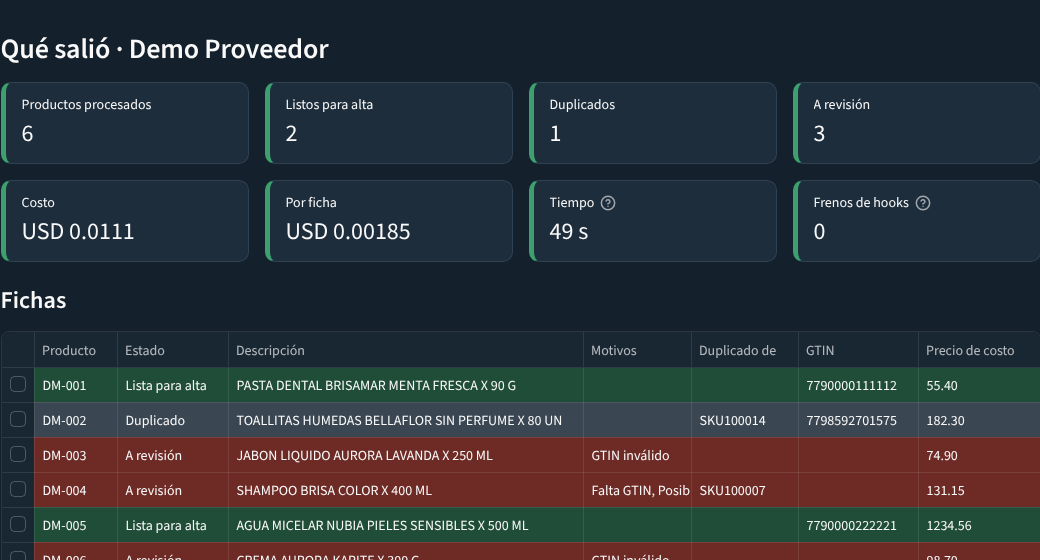 Qué salió · Demo Proveedor
Productos procesados
6
Listos para alta
2
Duplicados
1
A revisión
3
Costo
USD 0.0111
Por ficha
USD 0.00185
Tiempo ?
49 s
Frenos de hooks ?
0
Fichas
Producto Estado Descripción Motivos Duplicado de GTIN Precio de costo
DM-001 Lista para alta PASTA DENTAL BRISAMAR MENTA FRESCA X 90 G 7790000111112 55.40
DM-002 Duplicado TOALLITAS HUMEDAS BELLAFLOR SIN PERFUME X 80 UN SKU100014 7798592701575 182.30
DM-003 A revisión JABON LIQUIDO AURORA LAVANDA X 250 ML GTIN inválido 74.90
DM-004 A revisión SHAMPOO BRISA COLOR X 400 ML Falta GTIN, Posib SKU100007 131.15
DM-005 Lista para alta AGUA MICELAR NUBIA PIELES SENSIBLES X 500 ML 7790000222221 1234.56
DM-006 A revisión CREMA AURORA KARITE X 300 G GTIN inválido 98.70